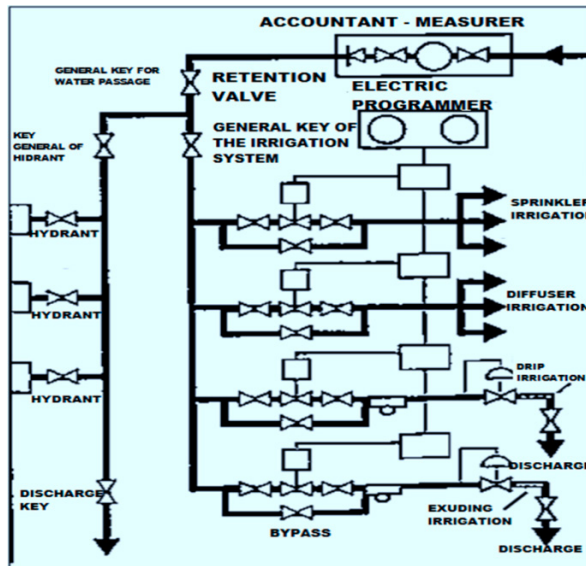 ACCOUNTANT - MEASURER
GENERAL KEY FOR
WATER PASSAGE
RETENTION
VALVE
ELECTRIC
PROGRAMMER
KEY
GENERAL OF
HIDRANT
GENERAL KEY OF
THE IRRIGATION
SYSTEM
SPRINKLER
IRRIGATION
HYDRANT
DIFFUSER
IRRIGATION
HYDRANT
DRIP
IRRIGATION
HYDRANT
DISCHARGE
DISCHARGE
KEY
EXUDING
IRRIGATION
BYPASS
DISCHARGE